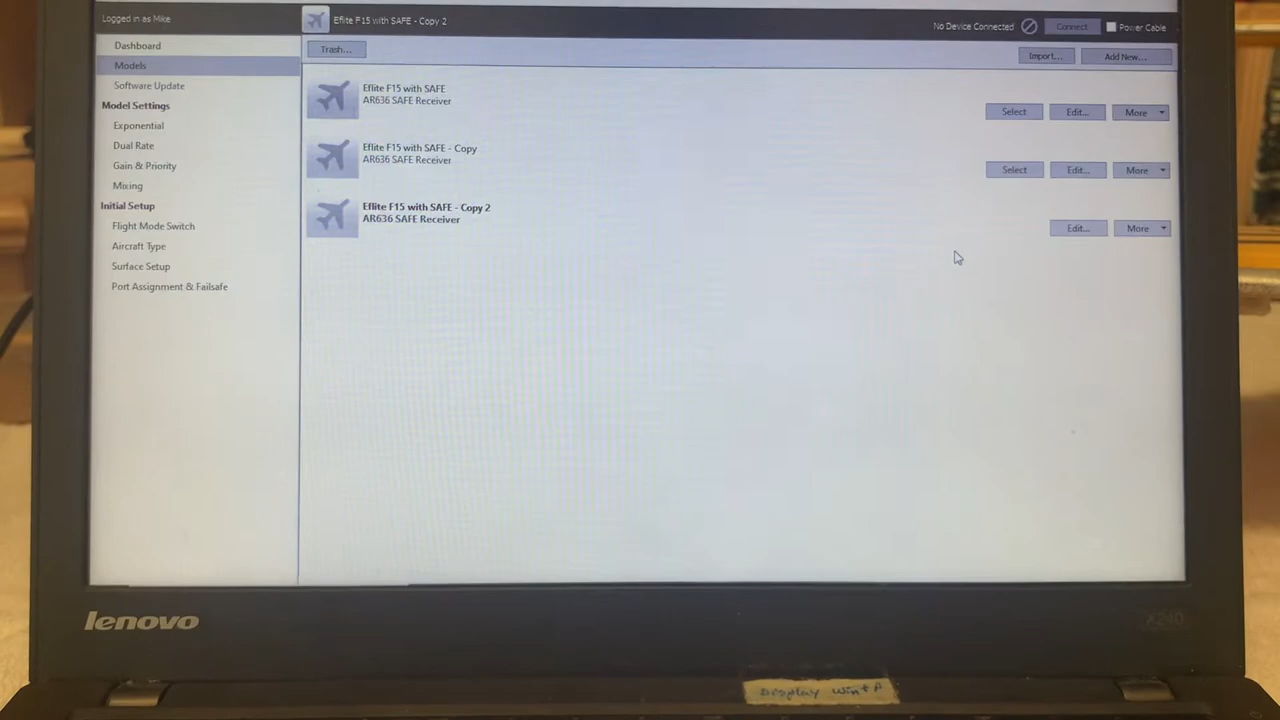 Logged in as Mike
Eflite F15 with SAFE - Copy 2
No Device Connected
Connect
Power Cable
Dashboard
Models
Software Update
Model Settings
Exponential
Dual Rate
Gain & Priority
Mixing
Initial Setup
Flight Mode Switch
Aircraft Type
Surface Setup
Port Assignment & Failsafe
Trash...
Import...
Add New...
Eflite F15 with SAFE
AR636 SAFE Receiver
Select
Edit...
More
Eflite F15 with SAFE - Copy
AR636 SAFE Receiver
Select
Edit...
More
Eflite F15 with SAFE - Copy 2
AR636 SAFE Receiver
Edit...
More
lenovo
X240
Display Win+P